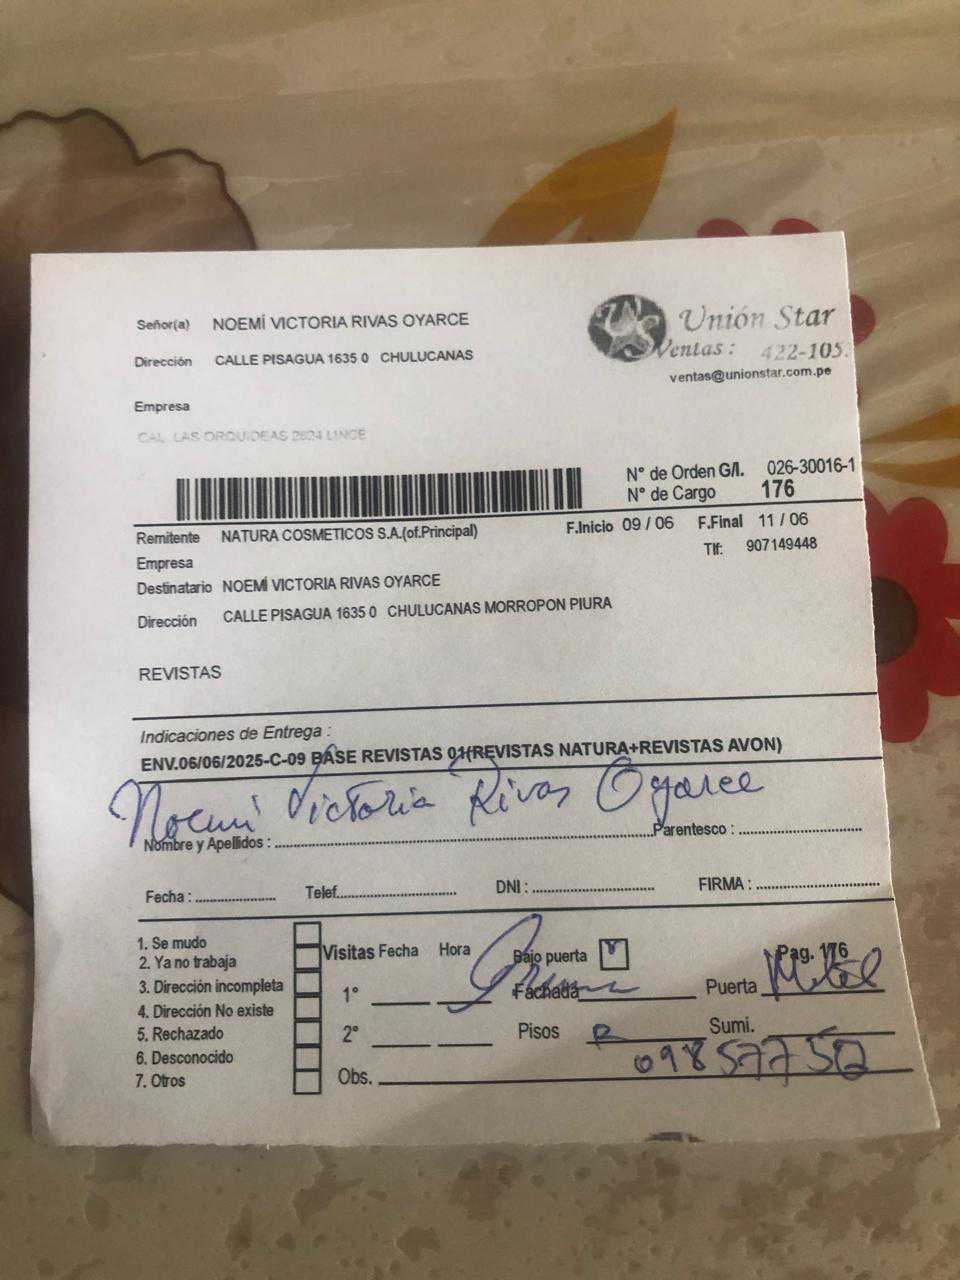 Señor(a) NOEMÍ VICTORIA RIVAS OYARCE
Unión Star
Dirección CALLE PISAGUA 1635 0 CHULUCANAS
Ventas : 422-105
ventas@unionstar.com.pe
Empresa
CAL. LAS ORQUIDEAS 2624 LINCE
N° de Orden G/I. 026-30016-1
N° de Cargo 176
Remitente NATURA COSMETICOS S.A.(of.Principal) F.Inicio 09 / 06 F.Final 11 / 06
Empresa Tlf: 907149448
Destinatario NOEMÍ VICTORIA RIVAS OYARCE
Dirección CALLE PISAGUA 1635 0 CHULUCANAS MORROPON PIURA
REVISTAS
Indicaciones de Entrega :
ENV.06/06/2025-C-09 BASE REVISTAS 01(REVISTAS NATURA+REVISTAS AVON)
Noemi Victoria Rivas Oyarce
Nombre y Apellidos : Parentesco :
Fecha : Telef. DNI : FIRMA :
1. Se mudo
2. Ya no trabaja
3. Dirección incompleta
4. Dirección No existe
5. Rechazado
6. Desconocido
7. Otros
Visitas Fecha Hora Bajo puerta Pag. 176
1° Fachada Puerta Metal
2° Pisos Sumi.
Obs.